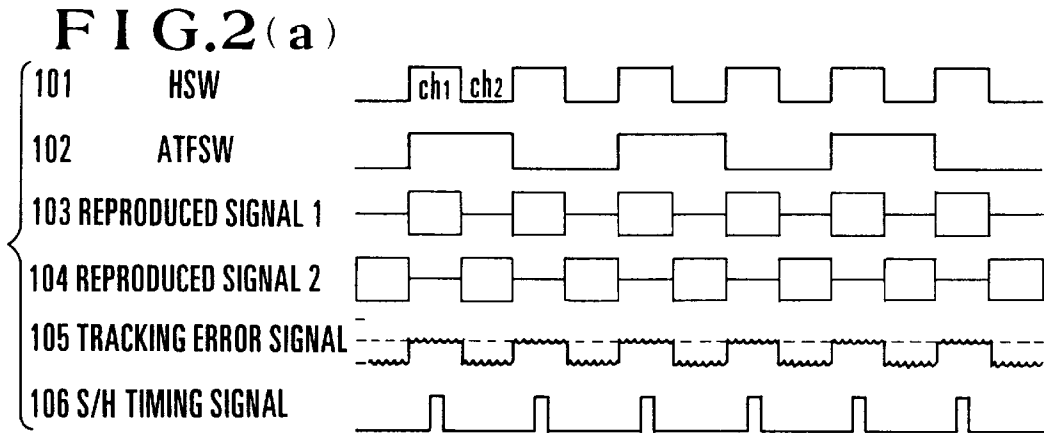 FIG.2(a)
101 HSW
ch1 ch2
102 ATFSW
103 REPRODUCED SIGNAL 1
104 REPRODUCED SIGNAL 2
105 TRACKING ERROR SIGNAL
106 S/H TIMING SIGNAL